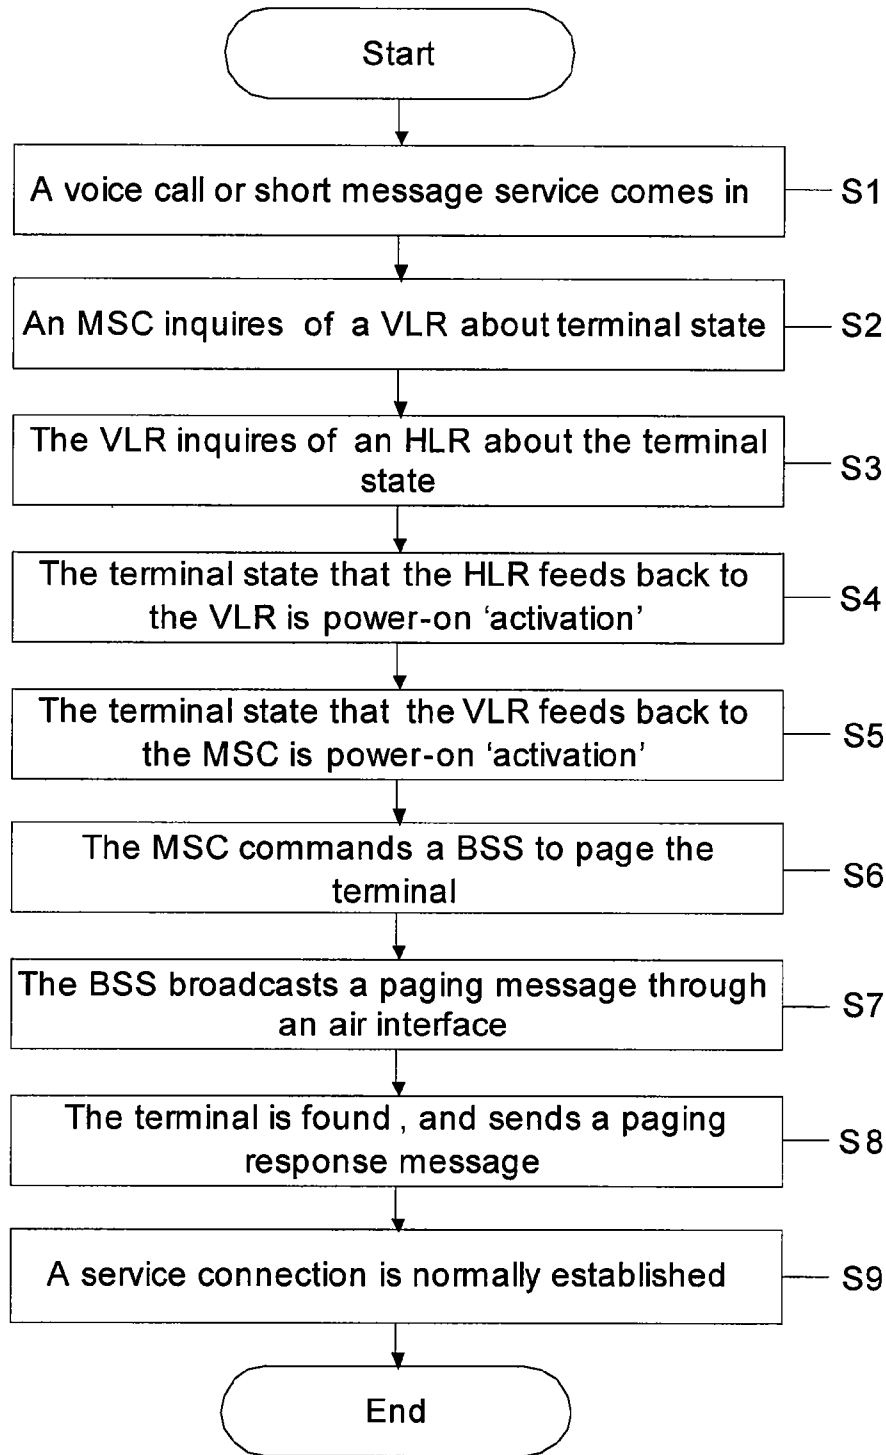 Start
A voice call or short message service comes in
S1
An MSC inquires of a VLR about terminal state
S2
The VLR inquires of an HLR about the terminal
state
S3
The terminal state that the HLR feeds back to
the VLR is power-on ‘activation’
S4
The terminal state that the VLR feeds back to
the MSC is power-on ‘activation’
S5
The MSC commands a BSS to page the
terminal
S6
The BSS broadcasts a paging message through
an air interface
S7
The terminal is found , and sends a paging
response message
S8
A service connection is normally established
S9
End